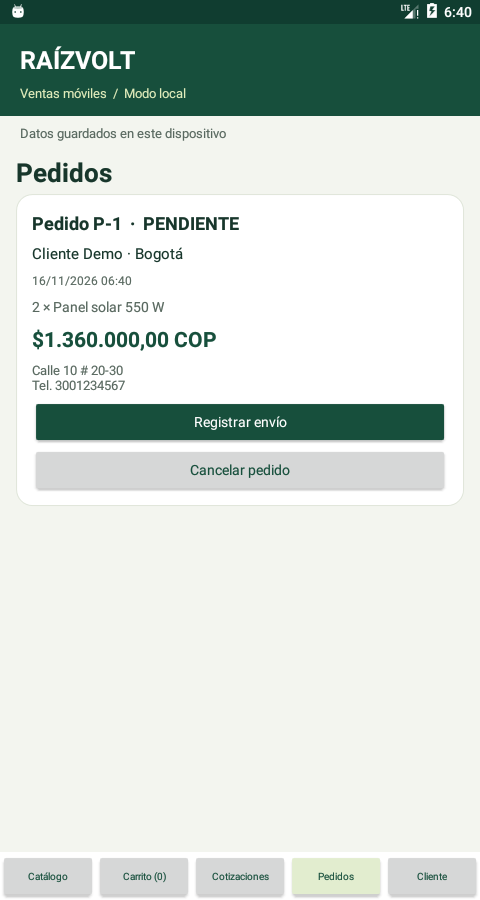 LTE 6:40
RAÍZVOLT
Ventas móviles / Modo local
Datos guardados en este dispositivo
Pedidos
Pedido P-1 · PENDIENTE
Cliente Demo · Bogotá
16/11/2026 06:40
2 × Panel solar 550 W
$1.360.000,00 COP
Calle 10 # 20-30
Tel. 3001234567
Registrar envío
Cancelar pedido
Catálogo
Carrito (0)
Cotizaciones
Pedidos
Cliente